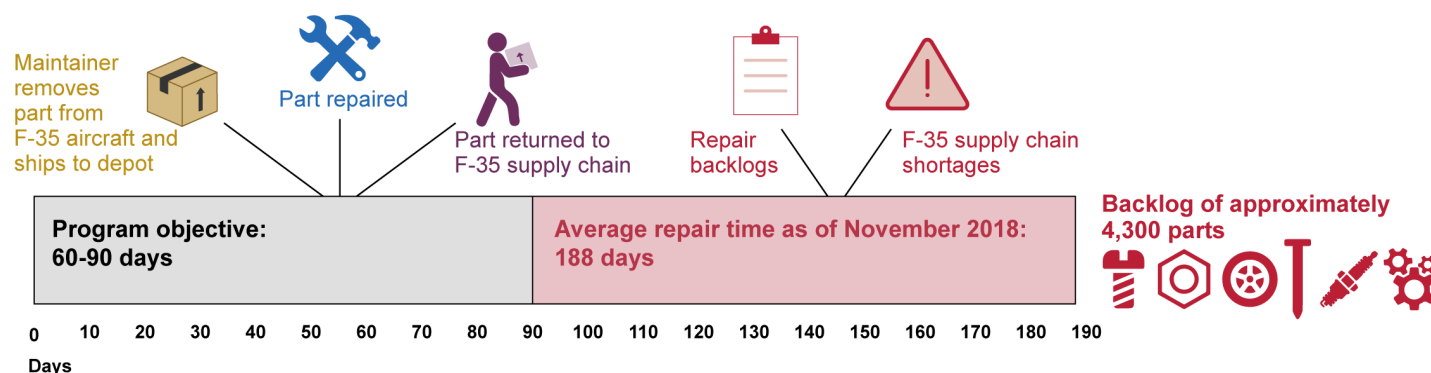 Maintainer
removes
part from
F-35 aircraft and
ships to depot
Part repaired
Part returned to
F-35 supply chain
Repair
backlogs
F-35 supply chain
shortages
Program objective:
60-90 days
Average repair time as of November 2018:
188 days
Backlog of approximately
4,300 parts
0 10 20 30 40 50 60 70 80 90 100 110 120 130 140 150 160 170 180 190
Days